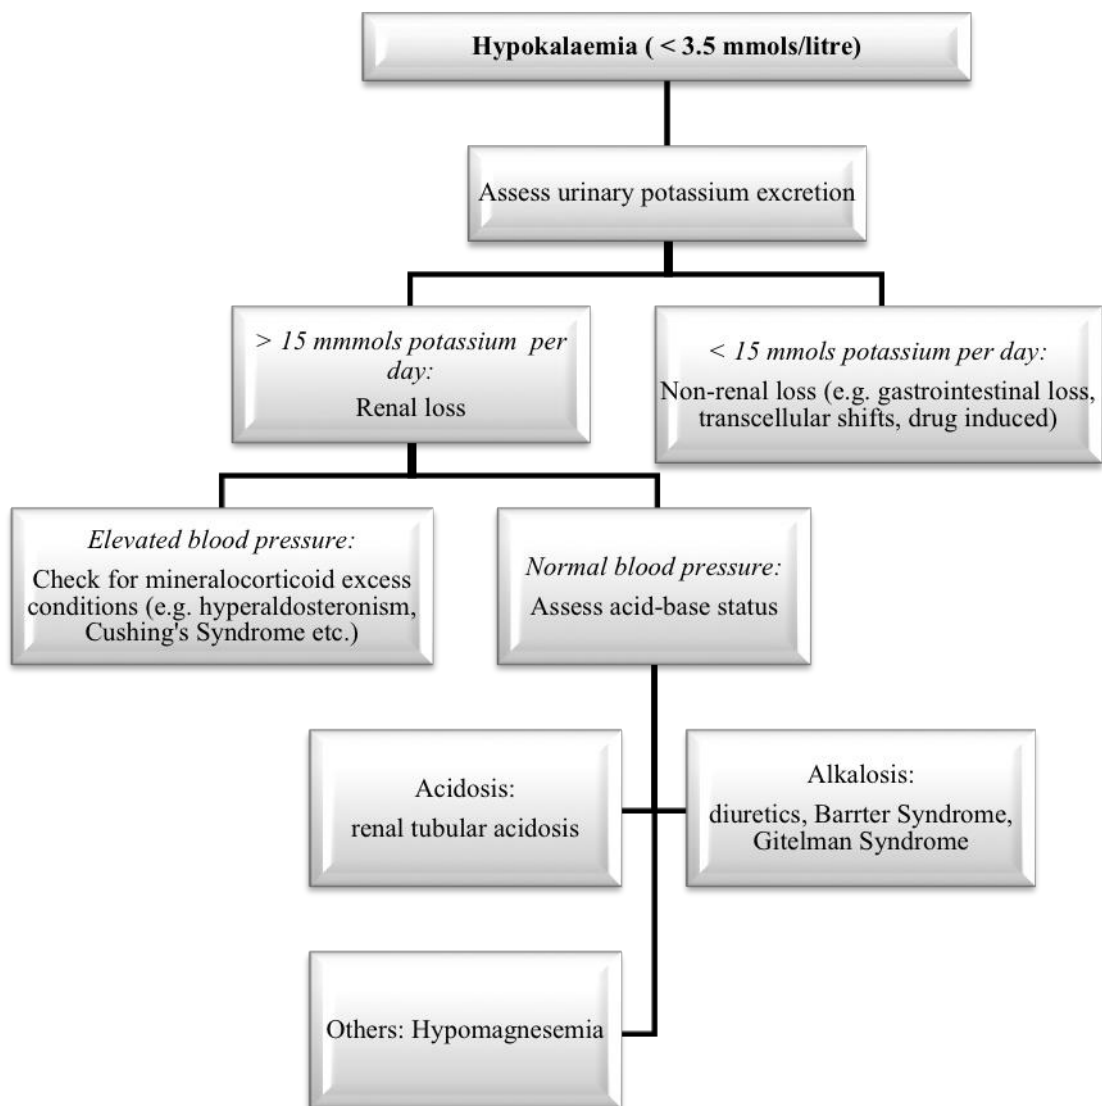 Hypokalaemia ( < 3.5 mmols/litre)
Assess urinary potassium excretion
> 15 mmmols potassium  per
day:
Renal loss
< 15 mmols potassium per day:
Non-renal loss (e.g. gastrointestinal loss,
transcellular shifts, drug induced)
Elevated blood pressure:
Check for mineralocorticoid excess
conditions (e.g. hyperaldosteronism,
Cushing's Syndrome etc.)
Normal blood pressure:
Assess acid-base status
Acidosis:
renal tubular acidosis
Alkalosis:
diuretics, Barrter Syndrome,
Gitelman Syndrome
Others: Hypomagnesemia